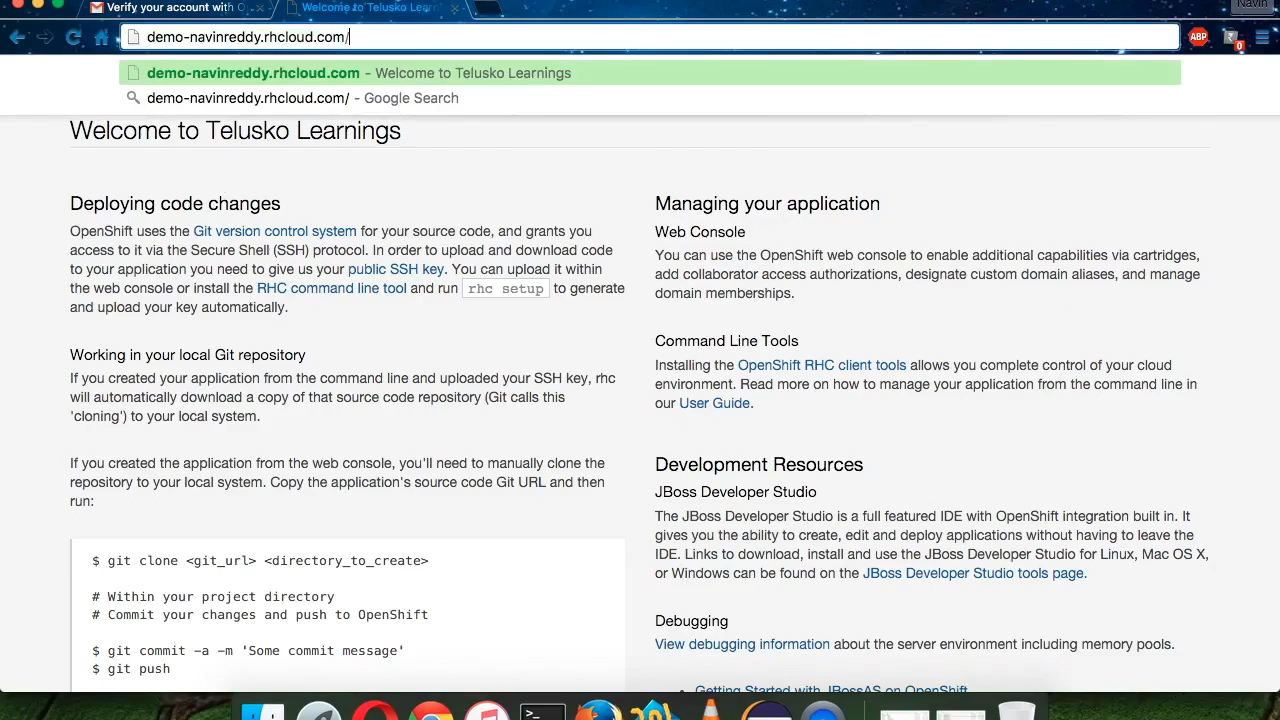 Verify your account with O
Welcome to Telusko Learn
Navin
demo-navinreddy.rhcloud.com/
ABP
0
demo-navinreddy.rhcloud.com - Welcome to Telusko Learnings
demo-navinreddy.rhcloud.com/ - Google Search
Welcome to Telusko Learnings
Deploying code changes
OpenShift uses the Git version control system for your source code, and grants you
access to it via the Secure Shell (SSH) protocol. In order to upload and download code
to your application you need to give us your public SSH key. You can upload it within
the web console or install the RHC command line tool and run rhc setup to generate
and upload your key automatically.
Working in your local Git repository
If you created your application from the command line and uploaded your SSH key, rhc
will automatically download a copy of that source code repository (Git calls this
'cloning') to your local system.
If you created the application from the web console, you'll need to manually clone the
repository to your local system. Copy the application's source code Git URL and then
run:
$ git clone <git_url> <directory_to_create>
# Within your project directory
# Commit your changes and push to OpenShift
$ git commit -a -m 'Some commit message'
$ git push
Managing your application
Web Console
You can use the OpenShift web console to enable additional capabilities via cartridges,
add collaborator access authorizations, designate custom domain aliases, and manage
domain memberships.
Command Line Tools
Installing the OpenShift RHC client tools allows you complete control of your cloud
environment. Read more on how to manage your application from the command line in
our User Guide.
Development Resources
JBoss Developer Studio
The JBoss Developer Studio is a full featured IDE with OpenShift integration built in. It
gives you the ability to create, edit and deploy applications without having to leave the
IDE. Links to download, install and use the JBoss Developer Studio for Linux, Mac OS X,
or Windows can be found on the JBoss Developer Studio tools page.
Debugging
View debugging information about the server environment including memory pools.
Getting Started with JBossAS on OpenShift